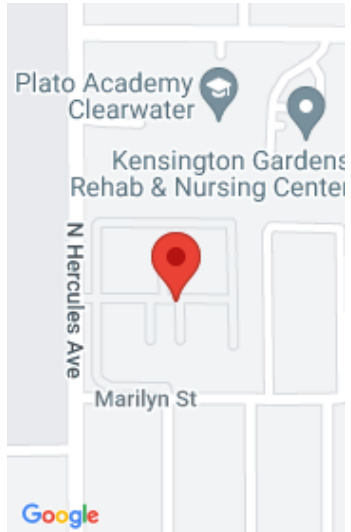 Plato Academy
Clearwater
Kensington Gardens
Rehab & Nursing Center
N Hercules Ave
Marilyn St
Google